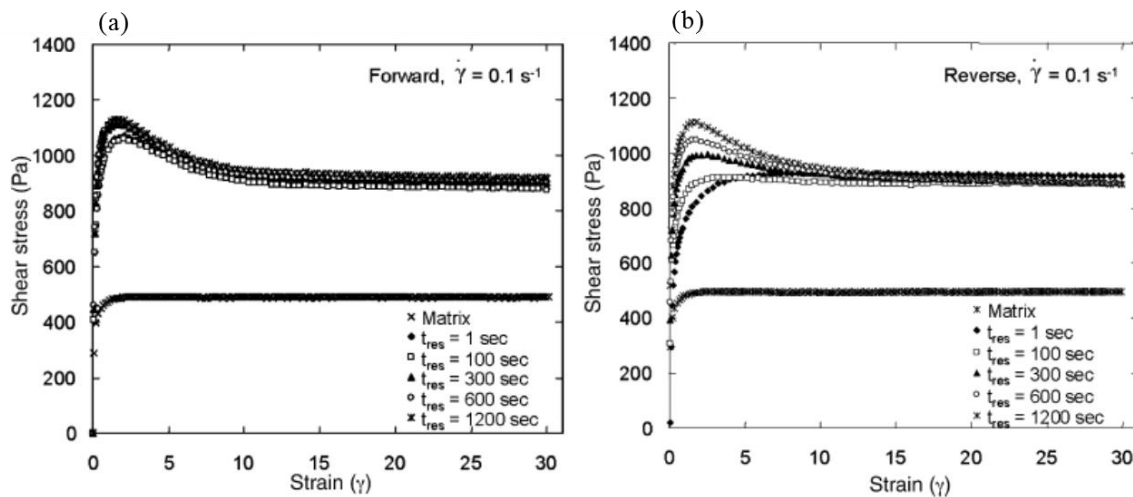 (a)
Forward, γ̇ = 0.1 s⁻¹
Shear stress (Pa)
1400
1200
1000
800
600
400
200
0
Matrix
t_res = 1 sec
t_res = 100 sec
t_res = 300 sec
t_res = 600 sec
t_res = 1200 sec
0 5 10 15 20 25 30
Strain (γ)
(b)
Reverse, γ̇ = 0.1 s⁻¹
Shear stress (Pa)
1400
1200
1000
800
600
400
200
0
Matrix
t_res = 1 sec
t_res = 100 sec
t_res = 300 sec
t_res = 600 sec
t_res = 1200 sec
0 5 10 15 20 25 30
Strain (γ)